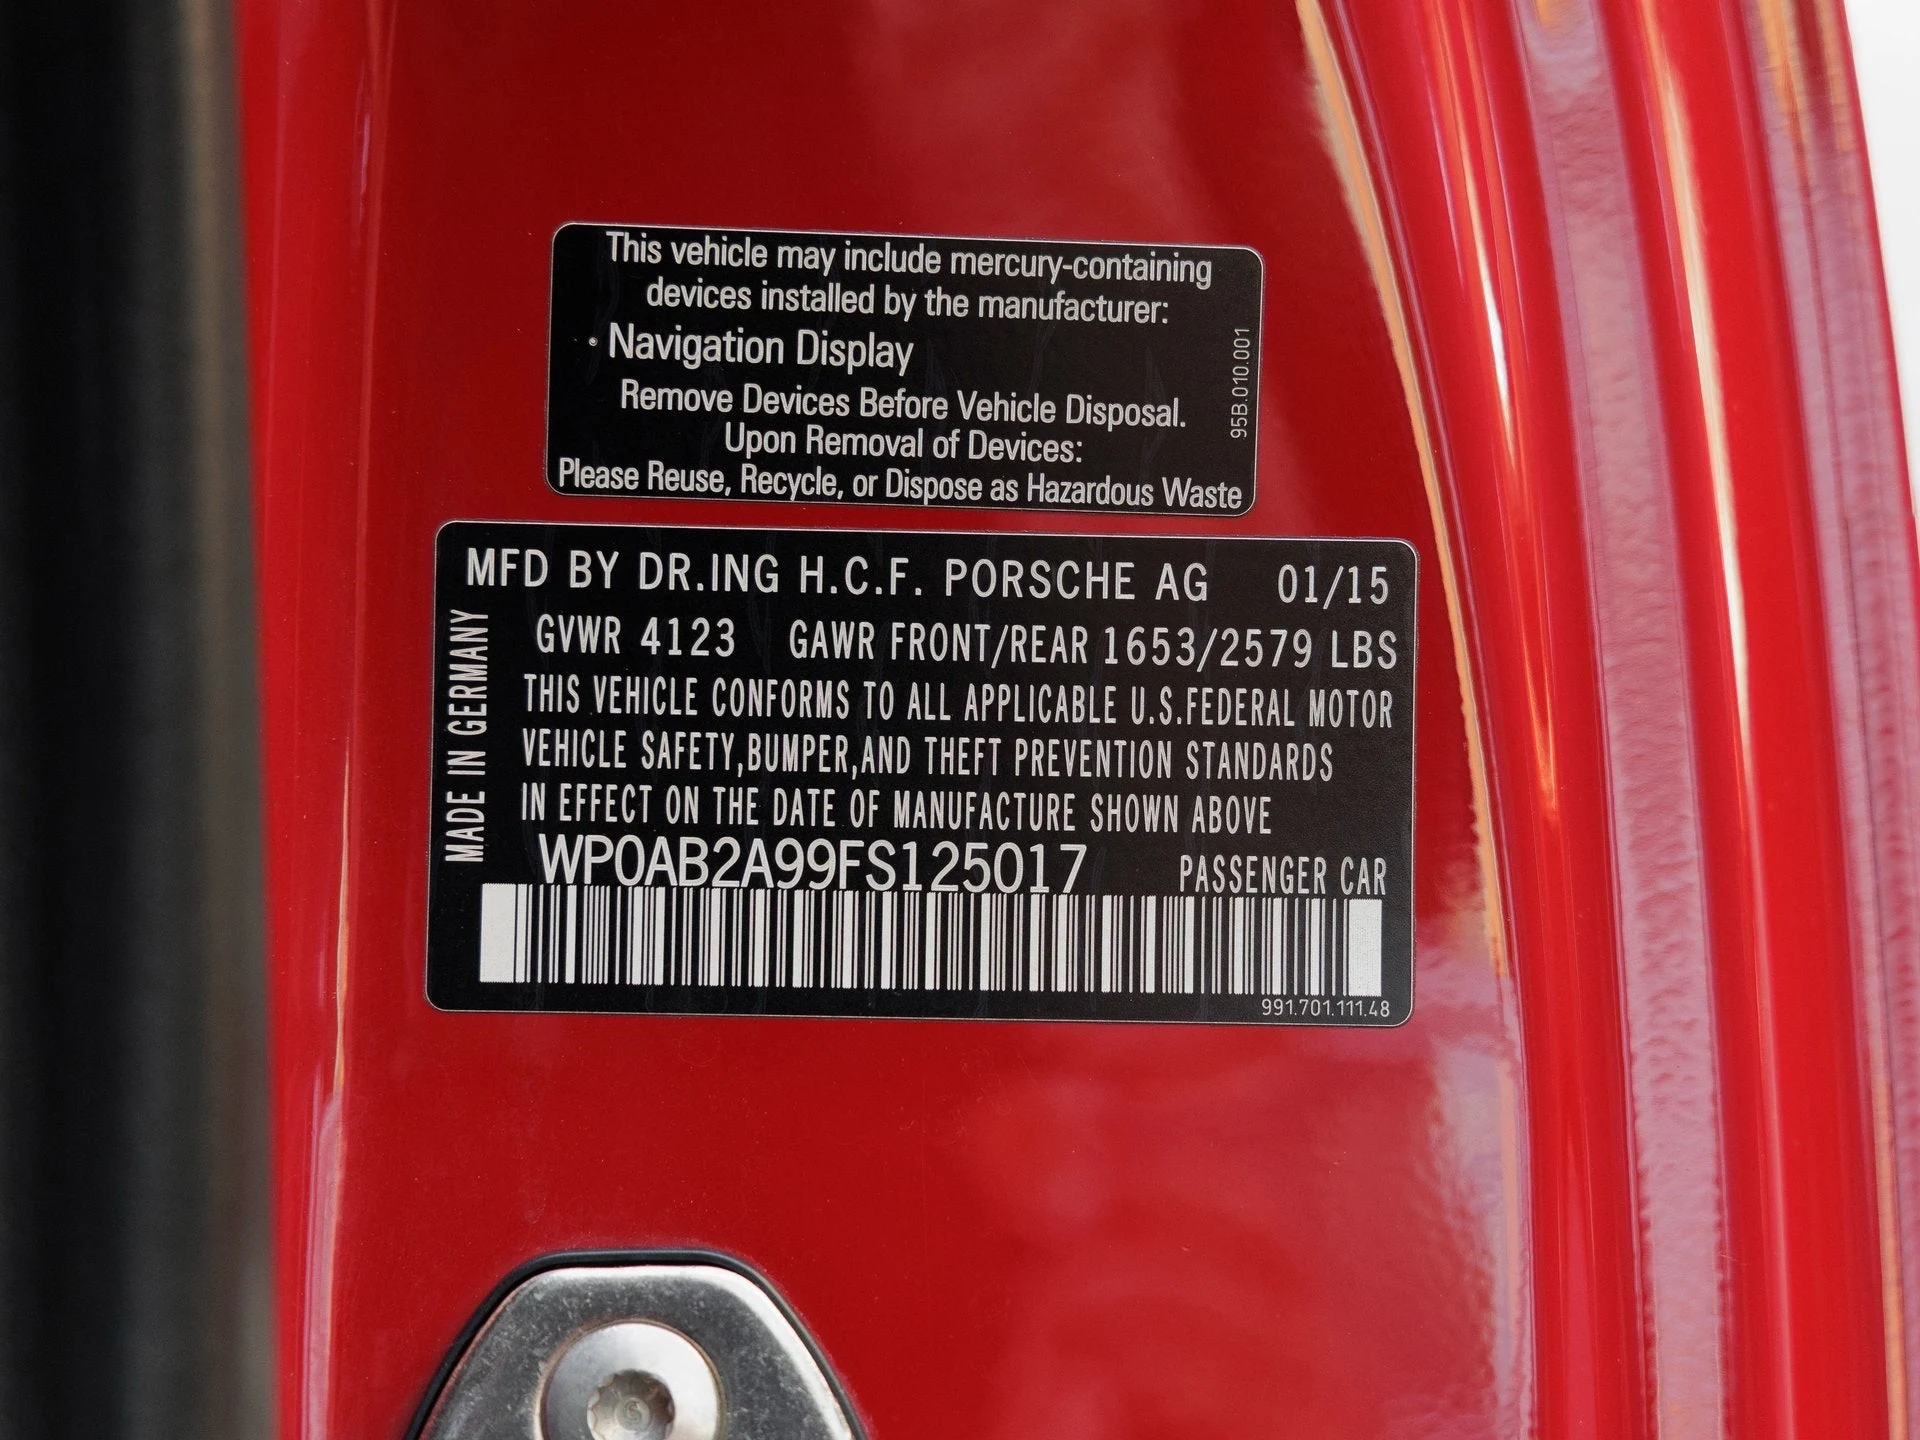 This vehicle may include mercury-containing
devices installed by the manufacturer:
• Navigation Display
Remove Devices Before Vehicle Disposal.
Upon Removal of Devices:
Please Reuse, Recycle, or Dispose as Hazardous Waste
95B.010.001
MFD BY DR.ING H.C.F. PORSCHE AG 01/15
GVWR 4123 GAWR FRONT/REAR 1653/2579 LBS
THIS VEHICLE CONFORMS TO ALL APPLICABLE U.S.FEDERAL MOTOR
VEHICLE SAFETY,BUMPER,AND THEFT PREVENTION STANDARDS
IN EFFECT ON THE DATE OF MANUFACTURE SHOWN ABOVE
MADE IN GERMANY
WP0AB2A99FS125017 PASSENGER CAR
991.701.111.48